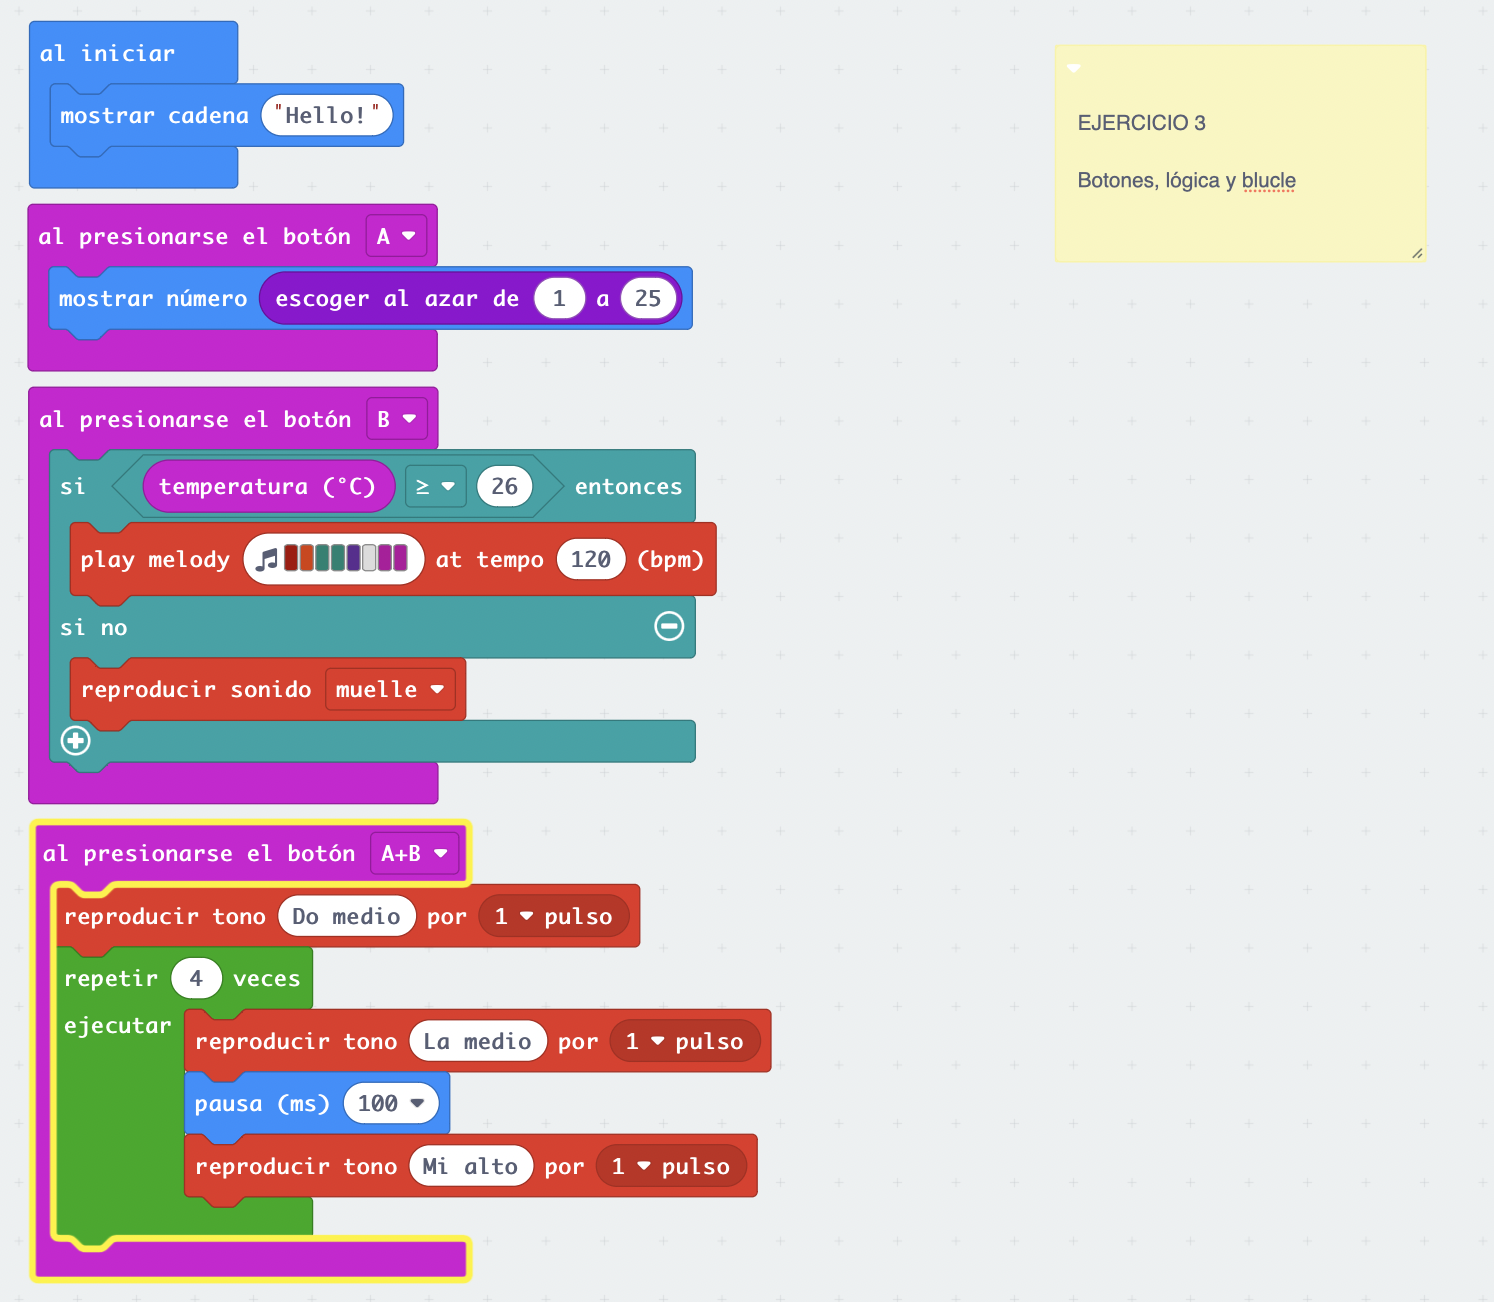 al iniciar
mostrar cadena "Hello!"
al presionarse el botón A
mostrar número escoger al azar de 1 a 25
al presionarse el botón B
si temperatura (°C) ≥ 26 entonces
play melody at tempo 120 (bpm)
si no
reproducir sonido muelle
al presionarse el botón A+B
reproducir tono Do medio por 1 pulso
repetir 4 veces
ejecutar
reproducir tono La medio por 1 pulso
pausa (ms) 100
reproducir tono Mi alto por 1 pulso
EJERCICIO 3
Botones, lógica y blucle